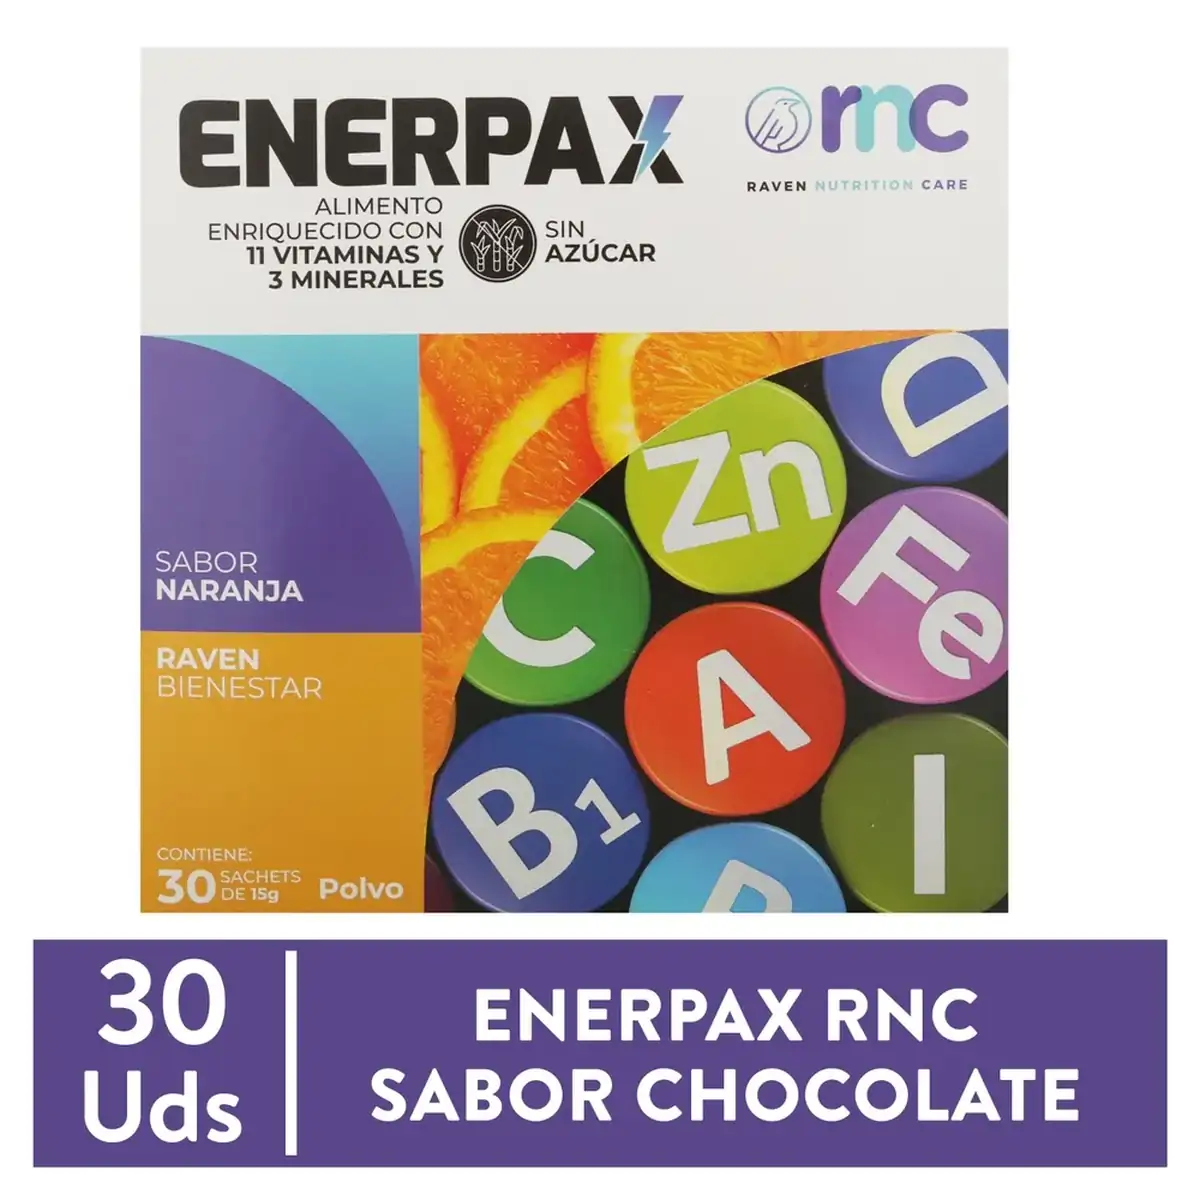 ENERPAX
rnc
RAVEN NUTRITION CARE
ALIMENTO
ENRIQUECIDO CON
11 VITAMINAS Y
3 MINERALES
SIN
AZÚCAR
D
Zn
Fe
C
A
B1
I
SABOR
NARANJA
RAVEN
BIENESTAR
CONTIENE:
30 SACHETS
DE 15g
Polvo
30
Uds
ENERPAX RNC
SABOR CHOCOLATE